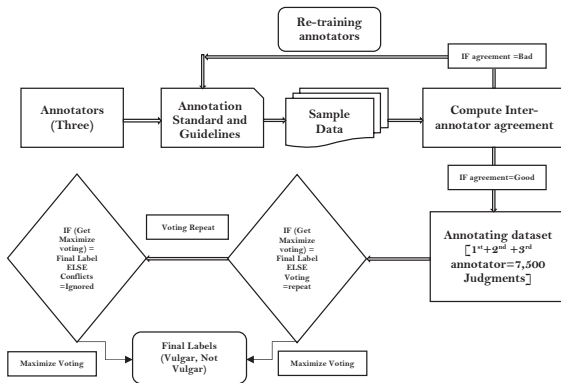 Re-training
annotators
IF agreement =Bad
Annotators
(Three)
Annotation
Standard and
Guidelines
Sample
Data
Compute Inter-
annotator agreement
IF agreement=Good
Annotating dataset
[1st+2nd +3rd
annotator=7,500
Judgments]
IF (Get
Maximize
voting) =
Final Label
ELSE
Voting
=repeat
Voting Repeat
IF (Get
Maximize
voting) =
Final Label
ELSE
Conflicts
=Ignored
Maximize Voting
Final Labels
(Vulgar, Not
Vulgar)
Maximize Voting